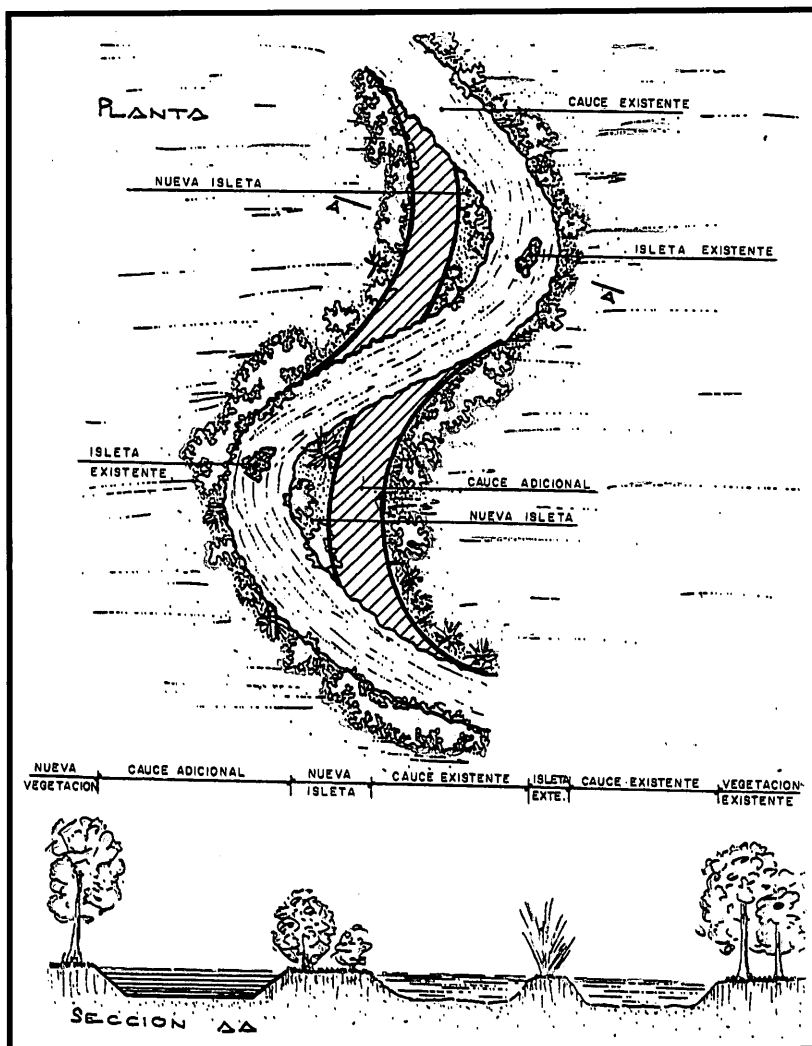 PLANTA
CAUCE EXISTENTE
NUEVA ISLETA
A
ISLETA EXISTENTE
A
ISLETA
EXISTENTE
CAUCE ADICIONAL
NUEVA ISLETA
NUEVA
VEGETACION
CAUCE ADICIONAL
NUEVA
ISLETA
CAUCE EXISTENTE
ISLETA
EXTE.
CAUCE EXISTENTE
VEGETACION
EXISTENTE
SECCION AA